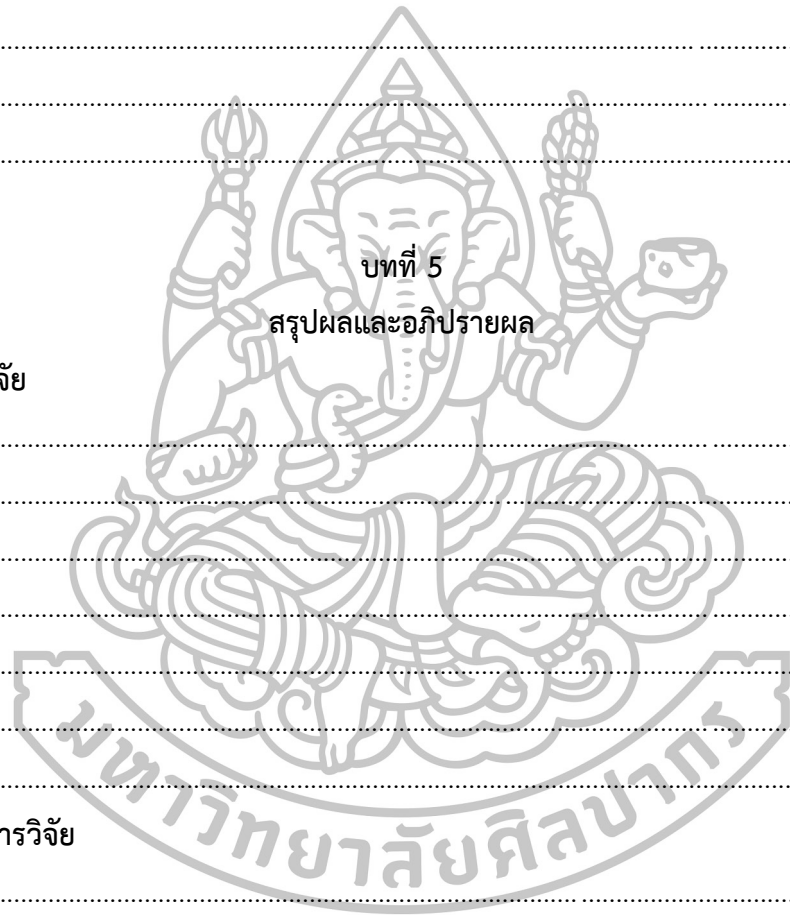 บทที่ 5
สรุปผลและอภิปรายผล
จัย
ารวิจัย
มหาวิทยาลัยศิลปากร